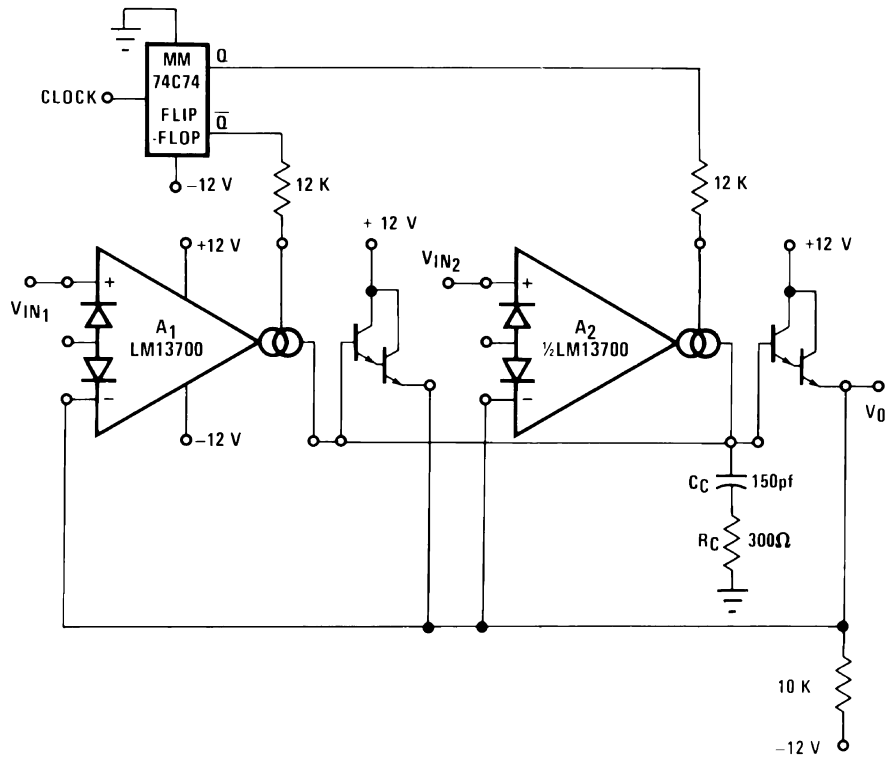 MM
74C74
FLIP
-FLOP
Q
Q̅
CLOCK
-12 V
12 K
12 K
+12 V
+ 12 V
+12 V
VIN1
VIN2
+
A1
LM13700
-
+
A2
½LM13700
-
-12 V
VO
CC 150pf
RC 300Ω
10 K
-12 V